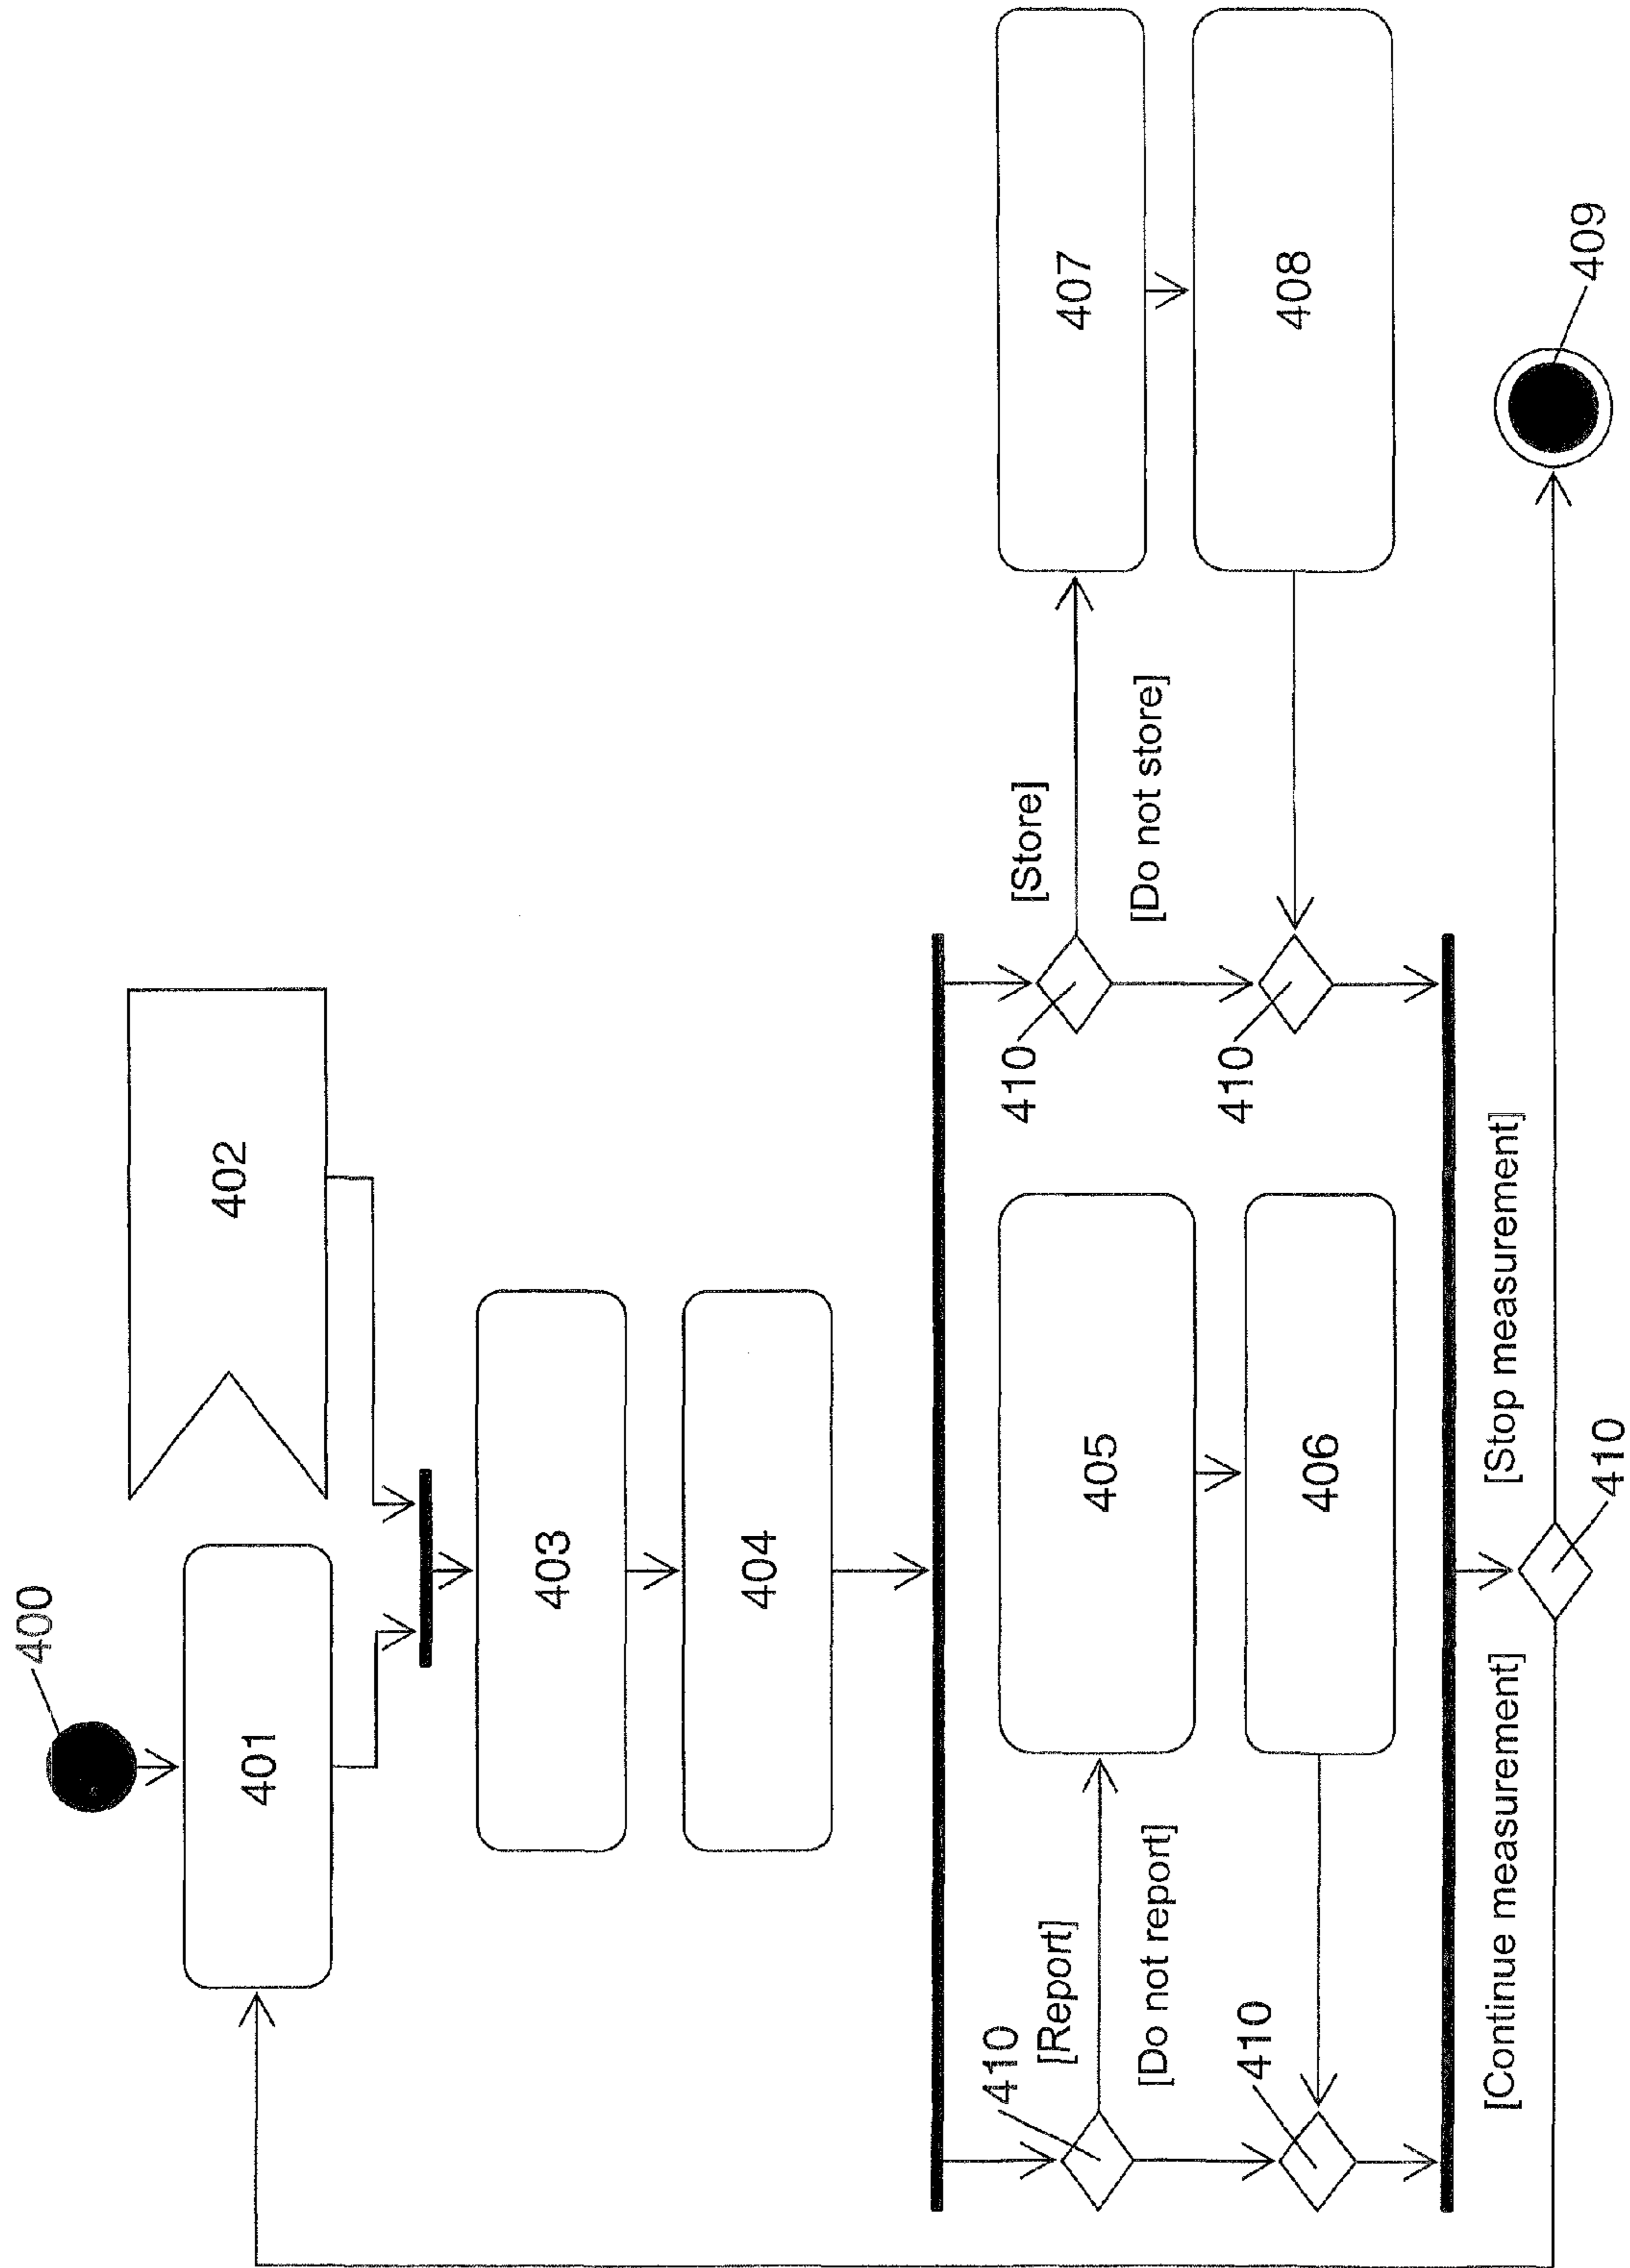 400
401
402
403
404
410
[Report]
[Do not report]
410
405
406
410
[Store]
[Do not store]
410
407
408
[Continue measurement]
[Stop measurement]
410
409